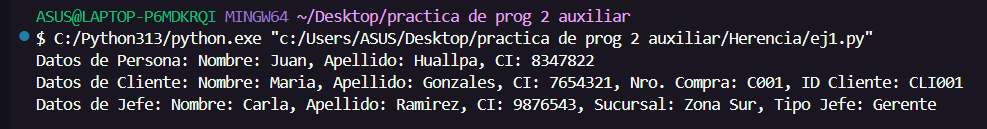 ASUS@LAPTOP-P6MDKRQI MINGW64 ~/Desktop/practica de prog 2 auxiliar
$ C:/Python313/python.exe "c:/Users/ASUS/Desktop/practica de prog 2 auxiliar/Herencia/ej1.py"
Datos de Persona: Nombre: Juan, Apellido: Huallpa, CI: 8347822
Datos de Cliente: Nombre: Maria, Apellido: Gonzales, CI: 7654321, Nro. Compra: C001, ID Cliente: CLI001
Datos de Jefe: Nombre: Carla, Apellido: Ramirez, CI: 9876543, Sucursal: Zona Sur, Tipo Jefe: Gerente